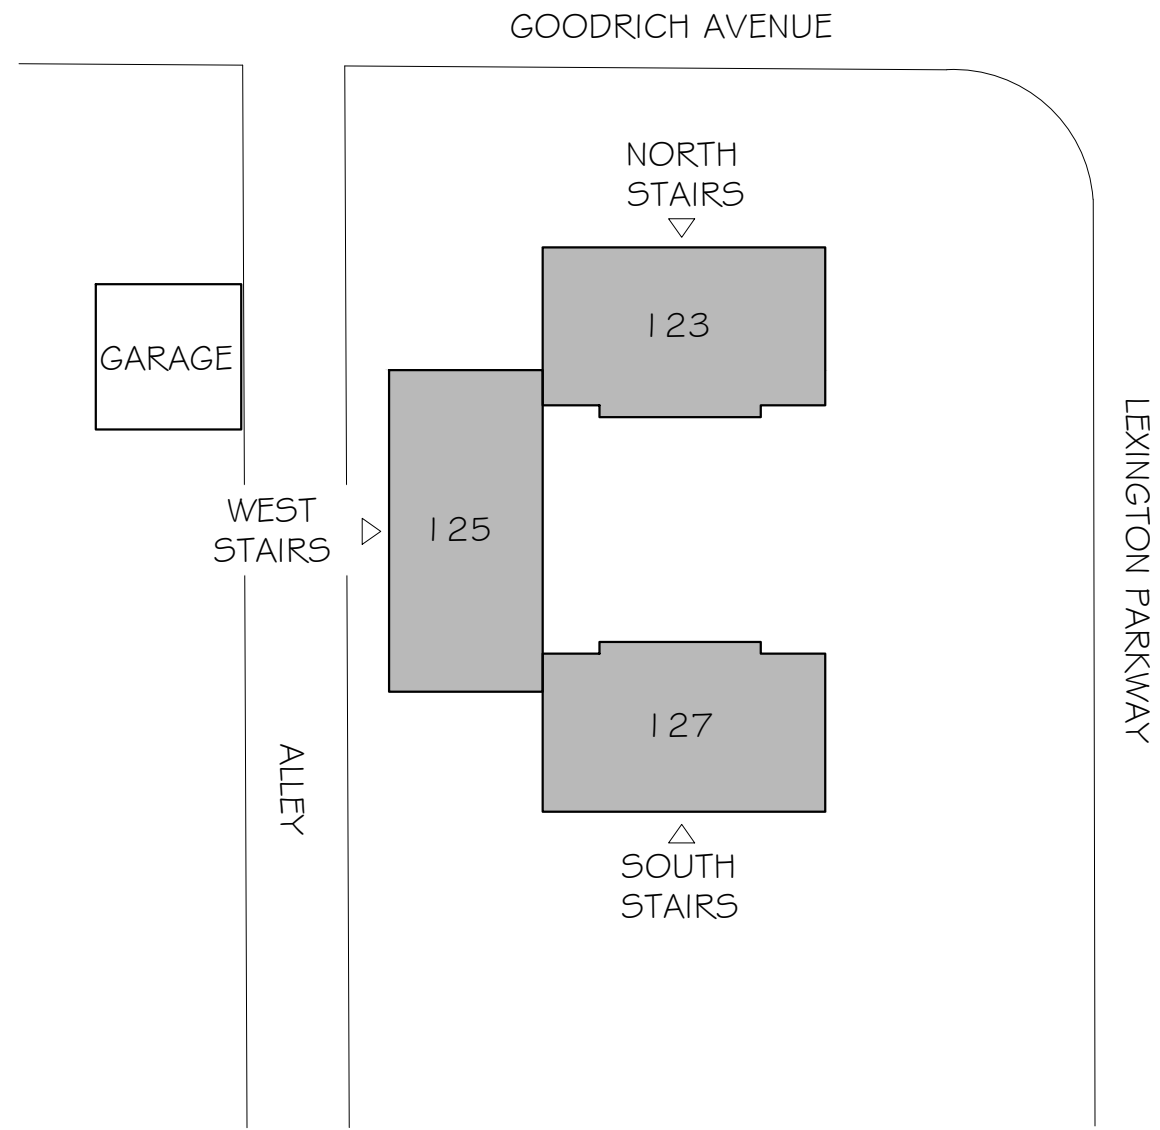 GOODRICH AVENUE
NORTH
STAIRS
123
GARAGE
LEXINGTON PARKWAY
WEST
STAIRS
125
127
ALLEY
SOUTH
STAIRS